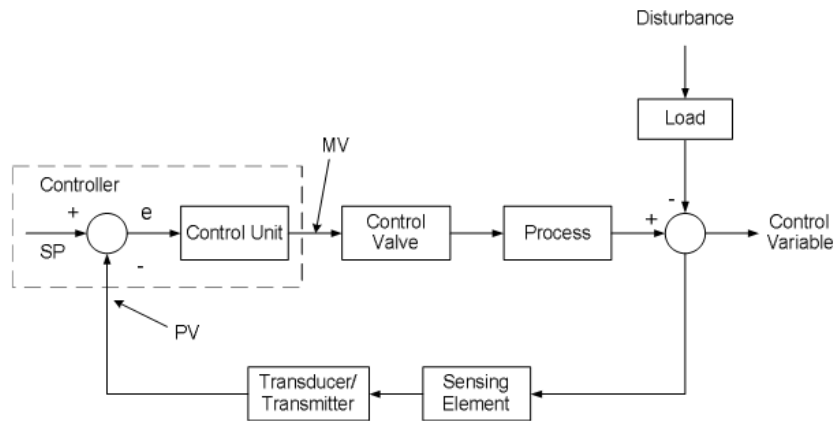 Disturbance
Load
MV
Controller
+
e
-
SP
-
Control Unit
Control
Valve
Process
+
Control
Variable
PV
Transducer/
Transmitter
Sensing
Element